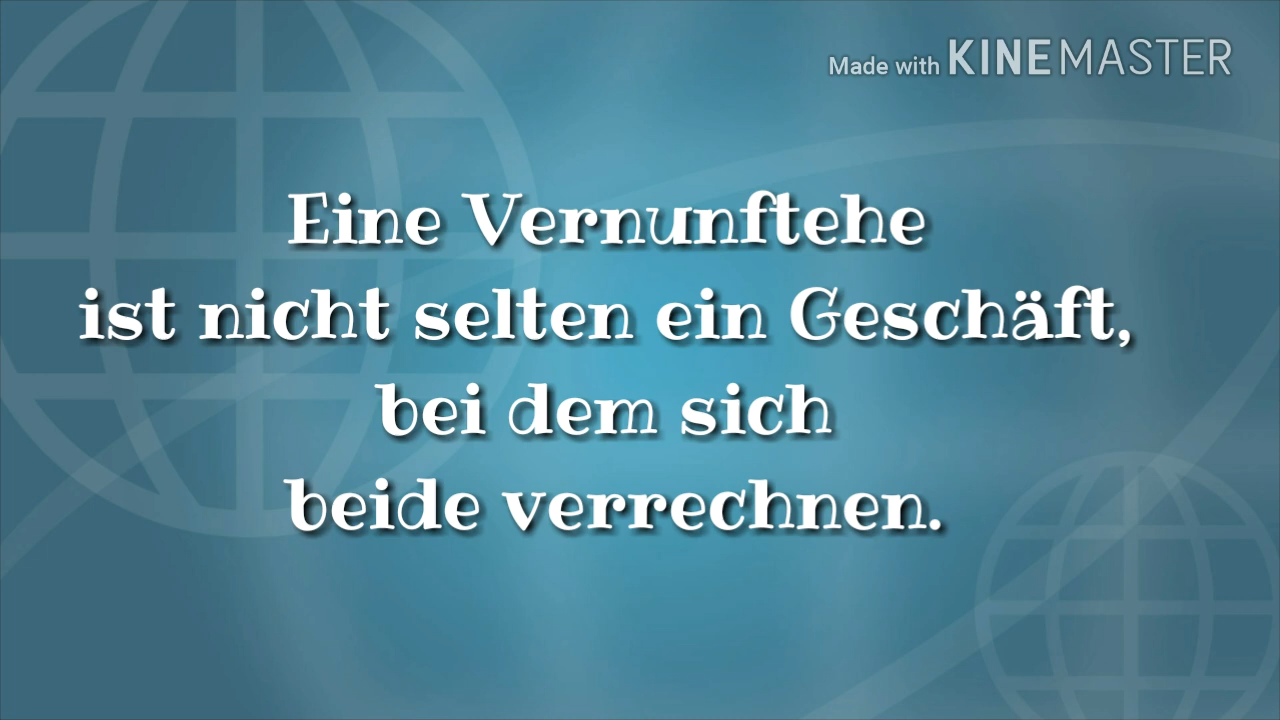 Made with KINEMASTER
Eine Vernunftehe
ist nicht selten ein Geschäft,
bei dem sich
beide verrechnen.